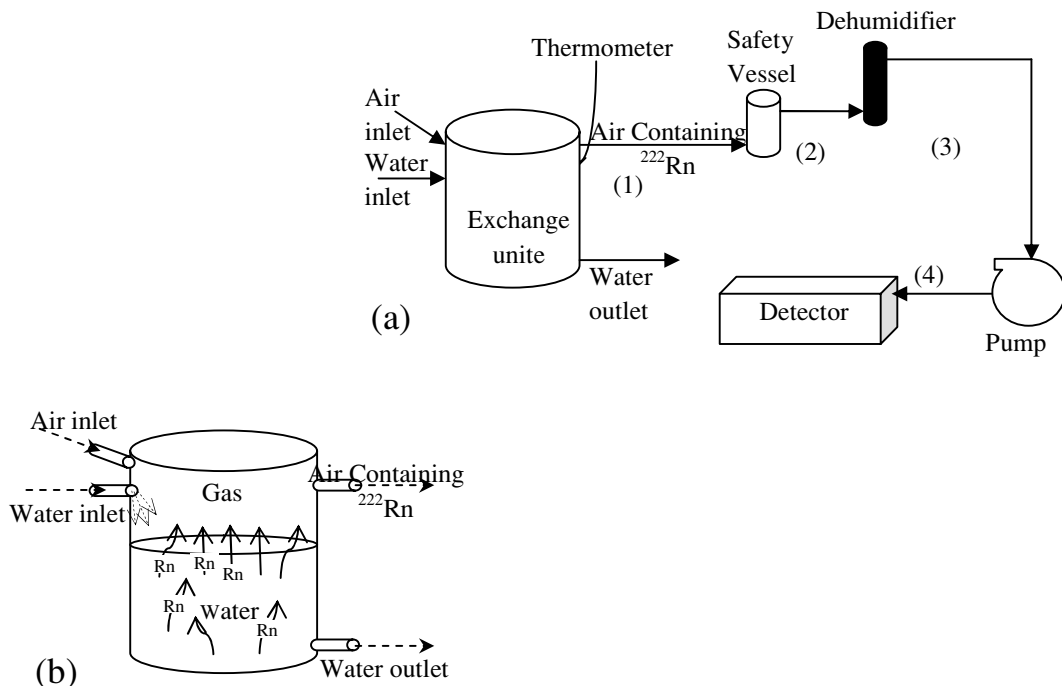 Thermometer
Safety
Vessel
Dehumidifier
Air
inlet
Water
inlet
Air Containing
²²²Rn
(1)
(2)
(3)
Exchange
unite
Water
outlet
(4)
Detector
Pump
(a)
Air inlet
Water inlet
Gas
Air Containing
²²²Rn
Rn
Rn
Rn
Rn
Water
Rn
Water outlet
(b)